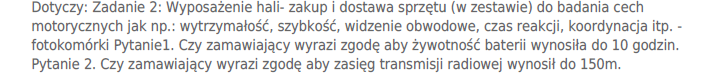 Dotyczy: Zadanie 2: Wyposażenie hali- zakup i dostawa sprzętu (w zestawie) do badania cech
motorycznych jak np.: wytrzymałość, szybkość, widzenie obwodowe, czas reakcji, koordynacja itp. -
fotokomórki Pytanie1. Czy zamawiający wyrazi zgodę aby żywotność baterii wynosiła do 10 godzin.
Pytanie 2. Czy zamawiający wyrazi zgodę aby zasięg transmisji radiowej wynosił do 150m.